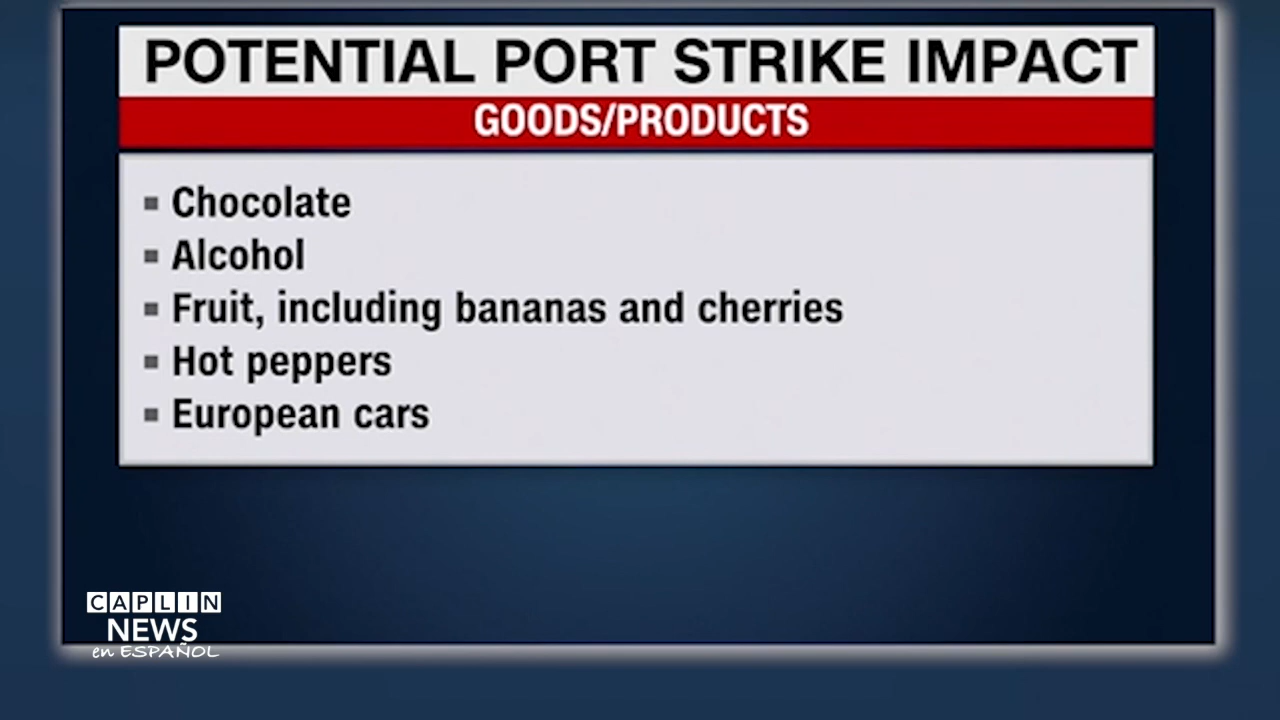 POTENTIAL PORT STRIKE IMPACT
GOODS/PRODUCTS
▪ Chocolate
▪ Alcohol
▪ Fruit, including bananas and cherries
▪ Hot peppers
▪ European cars
CAPLIN
NEWS
en ESPAÑOL